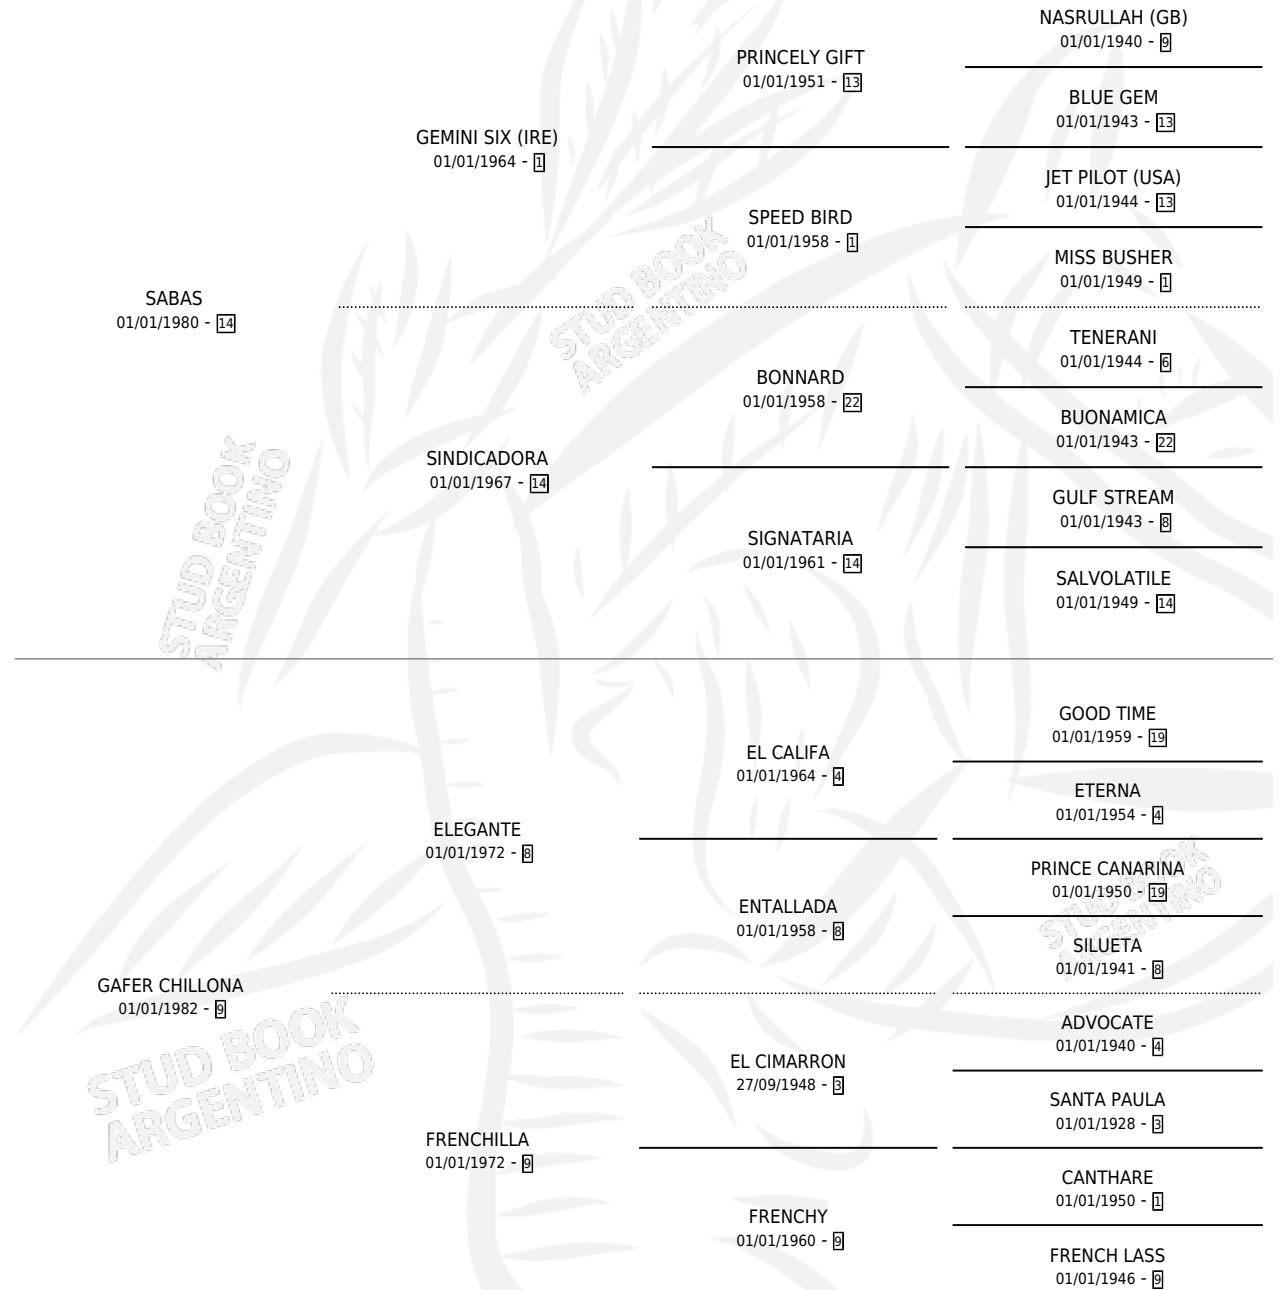 NASRULLAH (GB)
01/01/1940 - 9
PRINCELY GIFT
01/01/1951 - 13
BLUE GEM
01/01/1943 - 13
GEMINI SIX (IRE)
01/01/1964 - 1
JET PILOT (USA)
01/01/1944 - 13
SPEED BIRD
01/01/1958 - 1
MISS BUSHER
01/01/1949 - 1
SABAS
01/01/1980 - 14
TENERANI
01/01/1944 - 6
BONNARD
01/01/1958 - 22
BUONAMICA
01/01/1943 - 22
SINDICADORA
01/01/1967 - 14
GULF STREAM
01/01/1943 - 8
SIGNATARIA
01/01/1961 - 14
SALVOLATILE
01/01/1949 - 14
STUD BOOK
ARGENTINO
STUD BOOK
ARGENTINO
GOOD TIME
01/01/1959 - 19
EL CALIFA
01/01/1964 - 4
ETERNA
01/01/1954 - 4
ELEGANTE
01/01/1972 - 8
PRINCE CANARINA
01/01/1950 - 19
ENTALLADA
01/01/1958 - 8
SILUETA
01/01/1941 - 8
STUD BOOK
ARGENTINO
GAFER CHILLONA
01/01/1982 - 9
ADVOCATE
01/01/1940 - 4
EL CIMARRON
27/09/1948 - 3
SANTA PAULA
01/01/1928 - 3
FRENCHILLA
01/01/1972 - 9
CANTHARE
01/01/1950 - 1
FRENCHY
01/01/1960 - 9
FRENCH LASS
01/01/1946 - 9
STUD BOOK
ARGENTINO